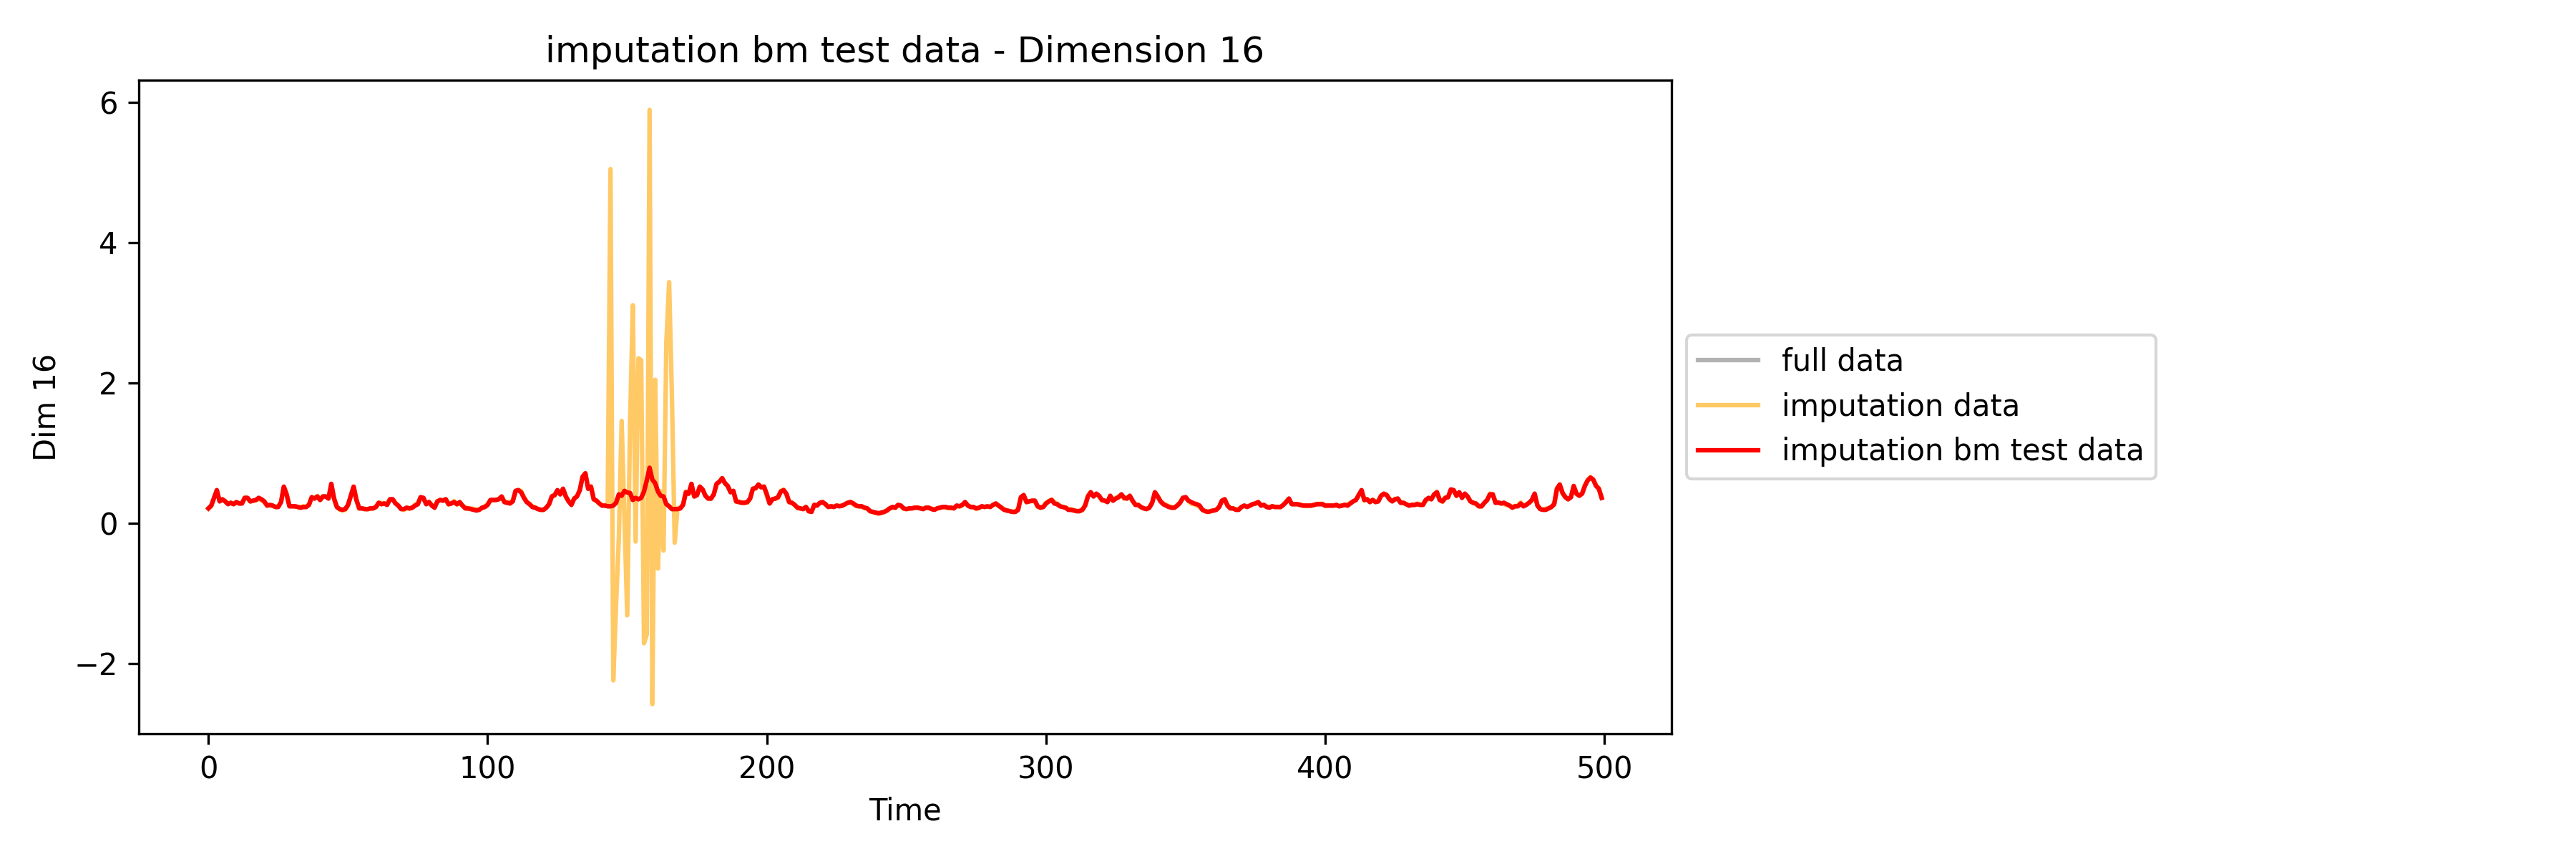 imputation bm test data - Dimension 16
6
4
2
0
−2
Dim 16
0 100 200 300 400 500
Time
full data
imputation data
imputation bm test data